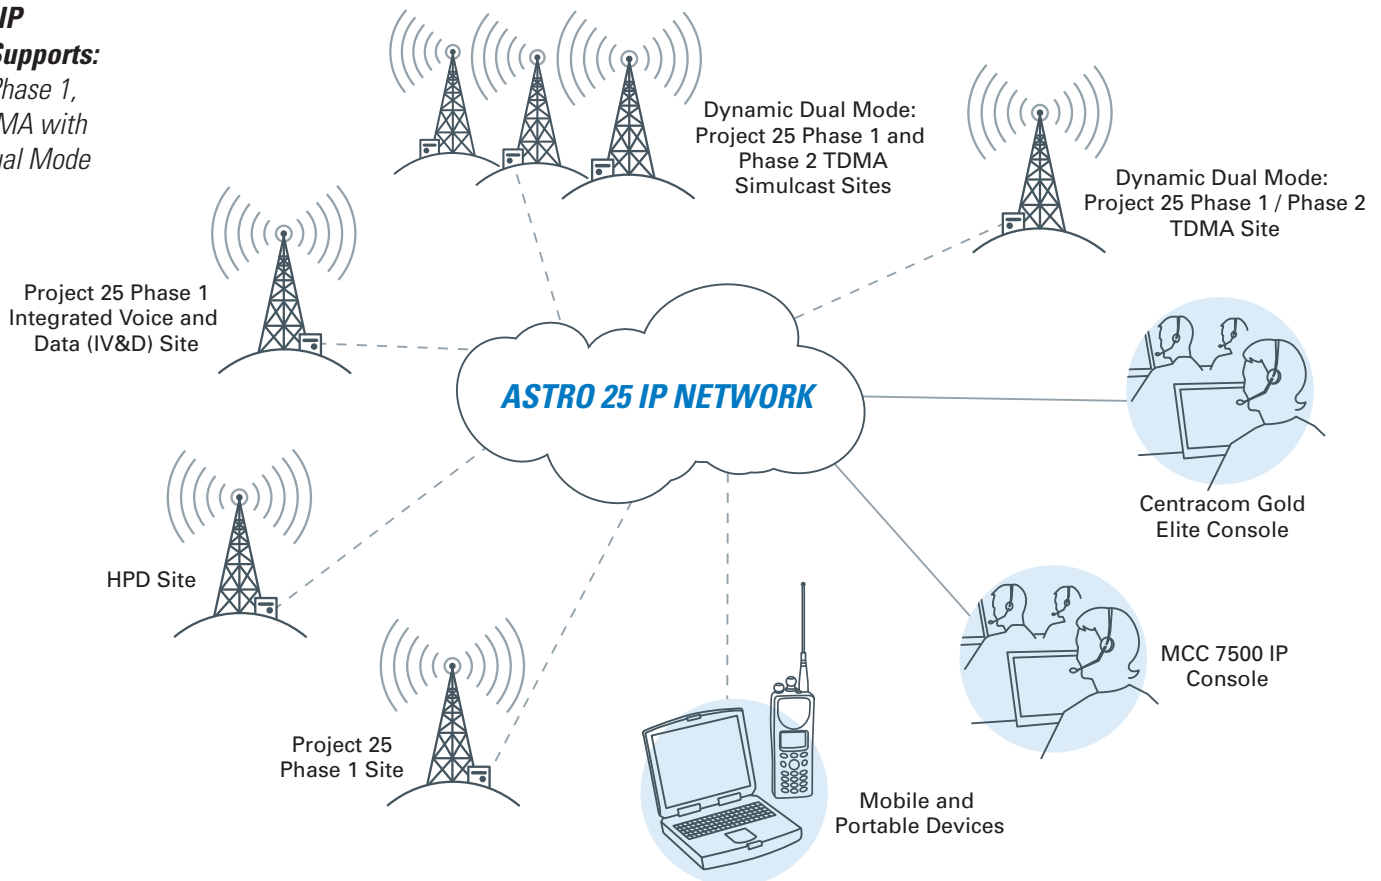 IP
Supports:
Phase 1,
MA with
al Mode
Dynamic Dual Mode:
Project 25 Phase 1 and
Phase 2 TDMA
Simulcast Sites
Dynamic Dual Mode:
Project 25 Phase 1 / Phase 2
TDMA Site
Project 25 Phase 1
Integrated Voice and
Data (IV&D) Site
ASTRO 25 IP NETWORK
Centracom Gold
Elite Console
HPD Site
MCC 7500 IP
Console
Project 25
Phase 1 Site
Mobile and
Portable Devices